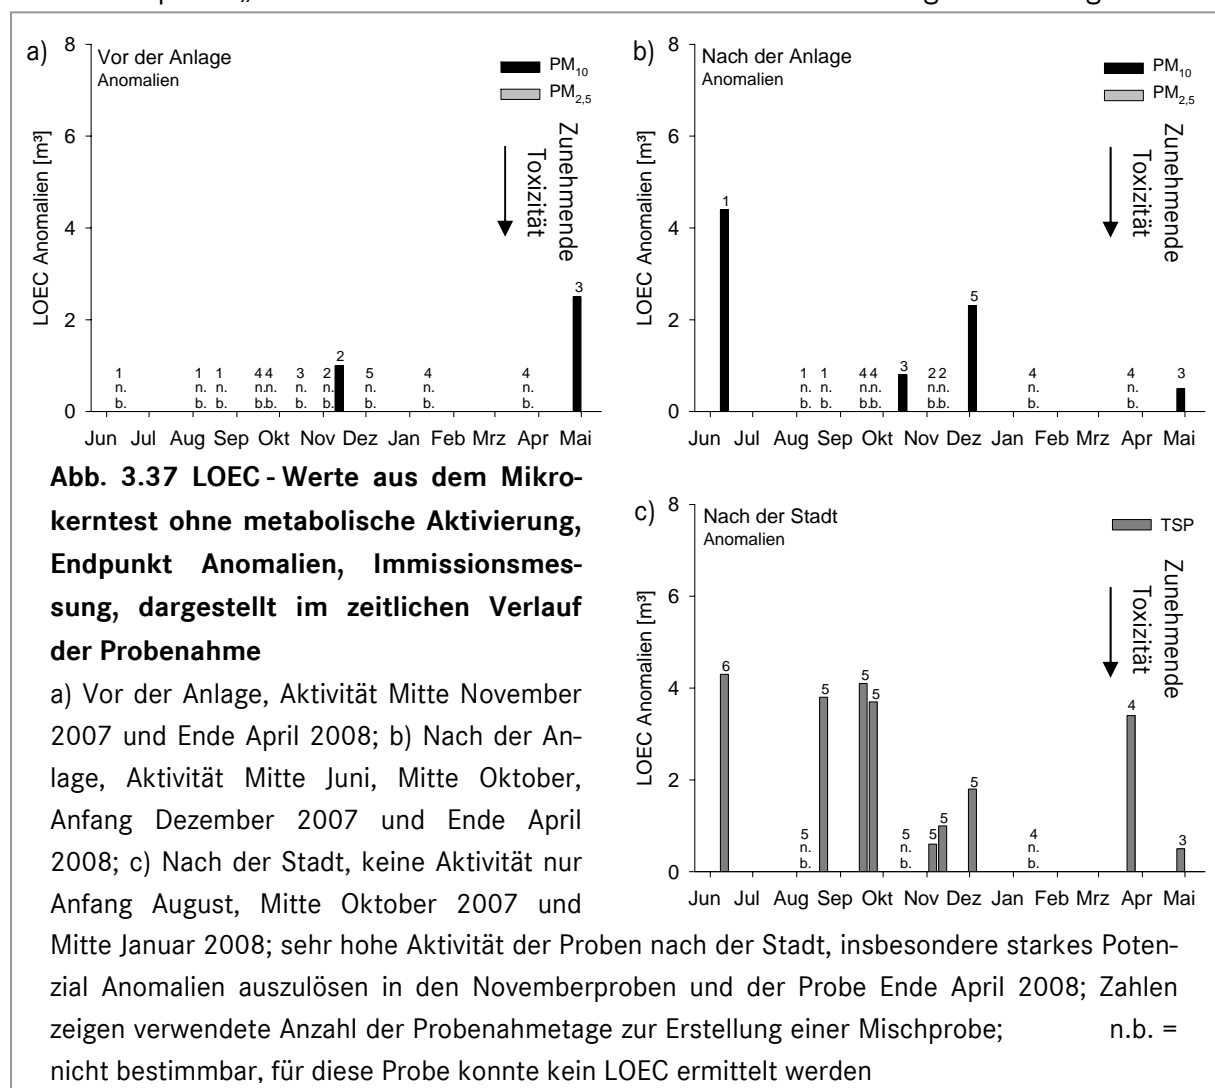 a)
Vor der Anlage
Anomalien
PM10
PM2,5
Zunehmende
Toxizität
LOEC Anomalien [m³]
8
6
4
2
0
1 1 1 4 4 3 2 2 5 4 4 3
n. n. n. n. n. n. n. n. n. n.
b. b. b. b. b. b. b. b. b. b.
Jun Jul Aug Sep Okt Nov Dez Jan Feb Mrz Apr Mai
b)
Nach der Anlage
Anomalien
PM10
PM2,5
Zunehmende
Toxizität
LOEC Anomalien [m³]
8
6
4
2
0
1 1 1 4 4 3 2 2 5 4 4 3
n. n. n. n. n. n. n. n.
b. b. b. b. b. b. b. b.
Jun Jul Aug Sep Okt Nov Dez Jan Feb Mrz Apr Mai
Abb. 3.37 LOEC - Werte aus dem Mikro-
kerntest ohne metabolische Aktivierung,
Endpunkt Anomalien, Immissionsmes-
sung, dargestellt im zeitlichen Verlauf
der Probenahme
c)
Nach der Stadt
Anomalien
TSP
Zunehmende
Toxizität
LOEC Anomalien [m³]
8
6
4
2
0
6 5 5 5 5 5 5 5 5 4 4 3
n. n. n.
b. b. b.
Jun Jul Aug Sep Okt Nov Dez Jan Feb Mrz Apr Mai
a) Vor der Anlage, Aktivität Mitte November
2007 und Ende April 2008; b) Nach der An-
lage, Aktivität Mitte Juni, Mitte Oktober,
Anfang Dezember 2007 und Ende April
2008; c) Nach der Stadt, keine Aktivität nur
Anfang August, Mitte Oktober 2007 und
Mitte Januar 2008; sehr hohe Aktivität der Proben nach der Stadt, insbesondere starkes Poten-
zial Anomalien auszulösen in den Novemberproben und der Probe Ende April 2008; Zahlen
zeigen verwendete Anzahl der Probenahmetage zur Erstellung einer Mischprobe; n.b. =
nicht bestimmbar, für diese Probe konnte kein LOEC ermittelt werden